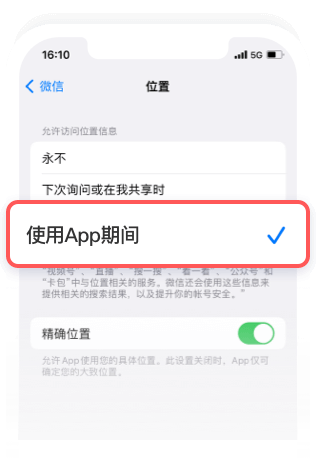 16:10
5G
微信
位置
允许访问位置信息
永不
下次询问或在我共享时
使用App期间
“视频号”、“直播”、“搜一搜”、“看一看”、“公众号”和
“卡包”中与位置相关的服务。微信还会使用这些信息来
提供相关的搜索结果，以及提升你的帐号安全。”
精确位置
允许 App使用您的具体位置。此设置关闭时，App仅可
确定您的大致位置。